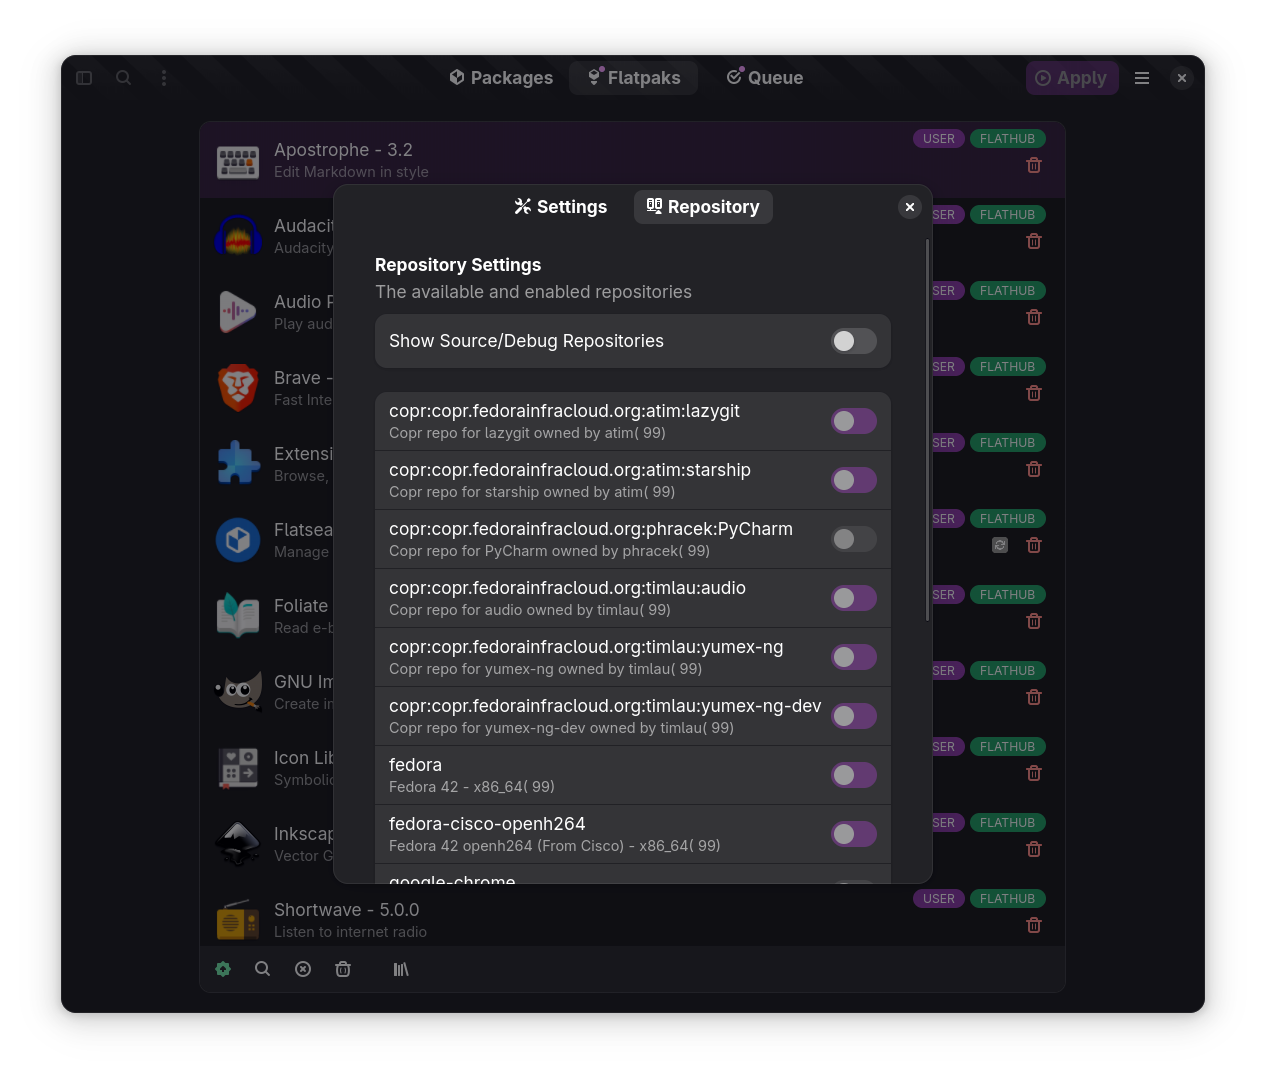 Packages
Flatpaks
Queue
Apply
Apostrophe - 3.2
Edit Markdown in style
USER
FLATHUB
Settings
Repository
Repository Settings
The available and enabled repositories
Show Source/Debug Repositories
copr:copr.fedorainfracloud.org:atim:lazygit
Copr repo for lazygit owned by atim( 99)
copr:copr.fedorainfracloud.org:atim:starship
Copr repo for starship owned by atim( 99)
copr:copr.fedorainfracloud.org:phracek:PyCharm
Copr repo for PyCharm owned by phracek( 99)
copr:copr.fedorainfracloud.org:timlau:audio
Copr repo for audio owned by timlau( 99)
copr:copr.fedorainfracloud.org:timlau:yumex-ng
Copr repo for yumex-ng owned by timlau( 99)
copr:copr.fedorainfracloud.org:timlau:yumex-ng-dev
Copr repo for yumex-ng-dev owned by timlau( 99)
fedora
Fedora 42 - x86_64( 99)
fedora-cisco-openh264
Fedora 42 openh264 (From Cisco) - x86_64( 99)
google-chrome
Audacit
Audacity
SER
FLATHUB
Audio P
Play aud
SER
FLATHUB
Brave -
Fast Inte
SER
FLATHUB
Extensi
Browse,
SER
FLATHUB
Flatsea
Manage
SER
FLATHUB
Foliate
Read e-b
SER
FLATHUB
GNU Im
Create in
SER
FLATHUB
Icon Lib
Symbolic
SER
FLATHUB
Inkscap
Vector G
SER
FLATHUB
Shortwave - 5.0.0
Listen to internet radio
USER
FLATHUB